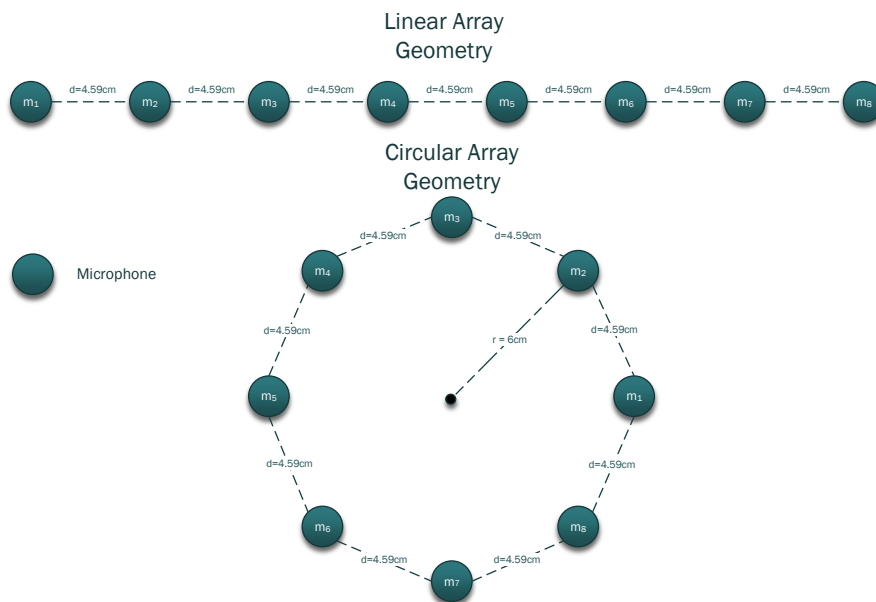 Linear Array
Geometry
d=4.59cm d=4.59cm d=4.59cm d=4.59cm d=4.59cm d=4.59cm d=4.59cm
m₁ m₂ m₃ m₄ m₅ m₆ m₇ m₈
Circular Array
Geometry
m₃
d=4.59cm d=4.59cm
m₄ m₂
Microphone
d=4.59cm d=4.59cm
r = 6cm
m₅ m₁
d=4.59cm d=4.59cm
m₆ m₈
d=4.59cm d=4.59cm
m₇